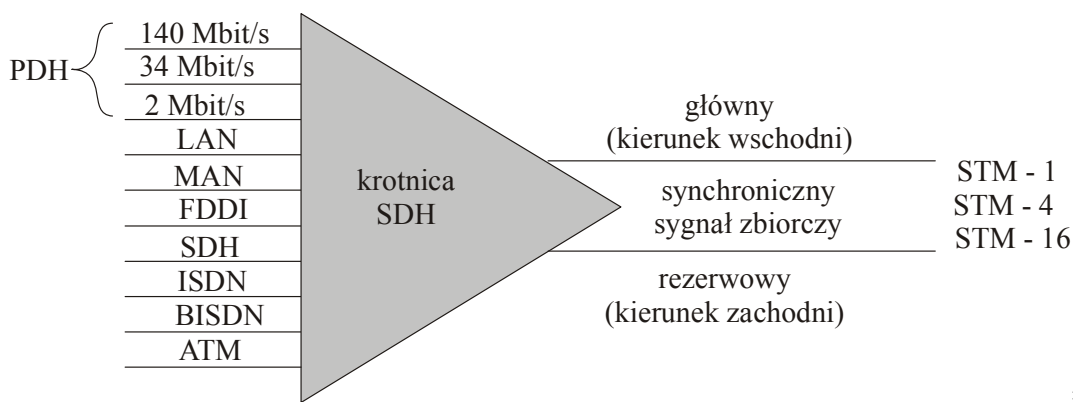 PDH
140 Mbit/s
34 Mbit/s
2 Mbit/s
LAN
MAN
FDDI
SDH
ISDN
BISDN
ATM
krotnica
SDH
główny
(kierunek wschodni)
synchroniczny
sygnał zbiorczy
rezerwowy
(kierunek zachodni)
STM - 1
STM - 4
STM - 16